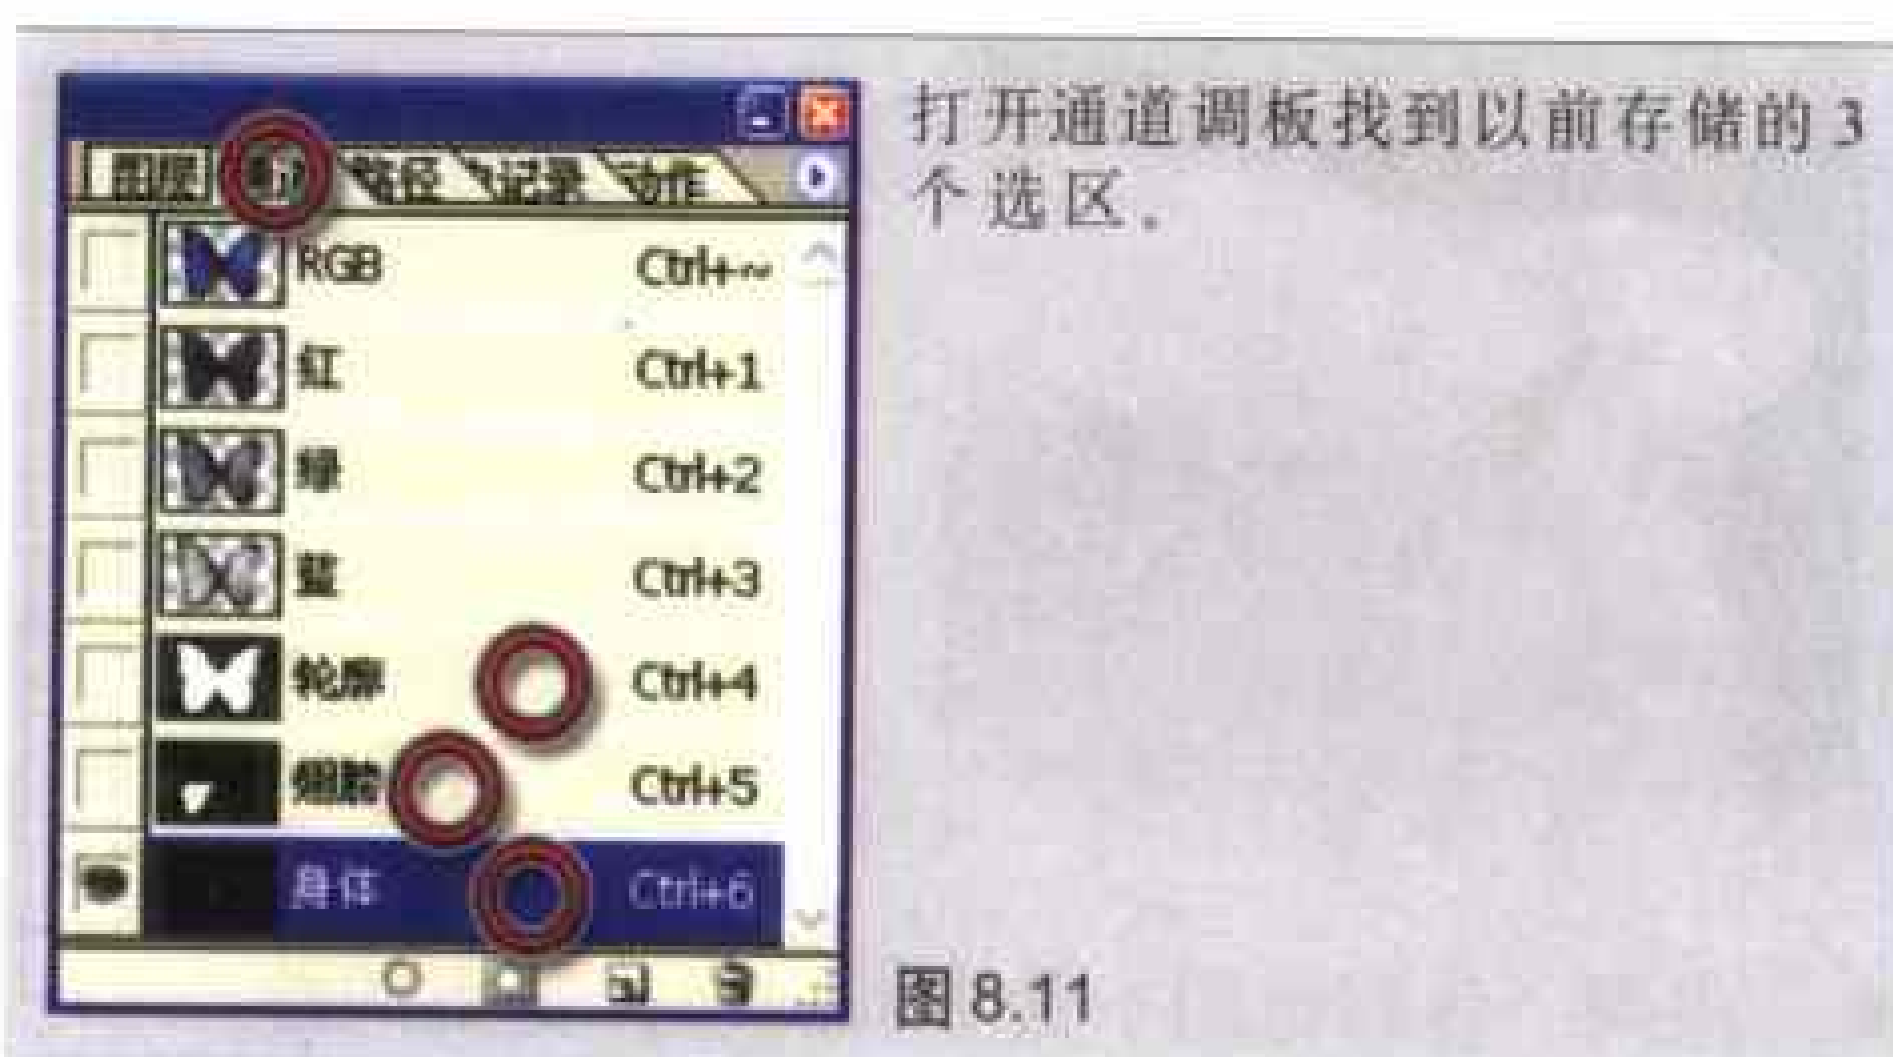 打开通道调板找到以前存储的3
个选区。
图层 路径 动作
RGB Ctrl+~
红 Ctrl+1
绿 Ctrl+2
蓝 Ctrl+3
轮廓 Ctrl+4
翅膀 Ctrl+5
身体 Ctrl+6
图 8.11